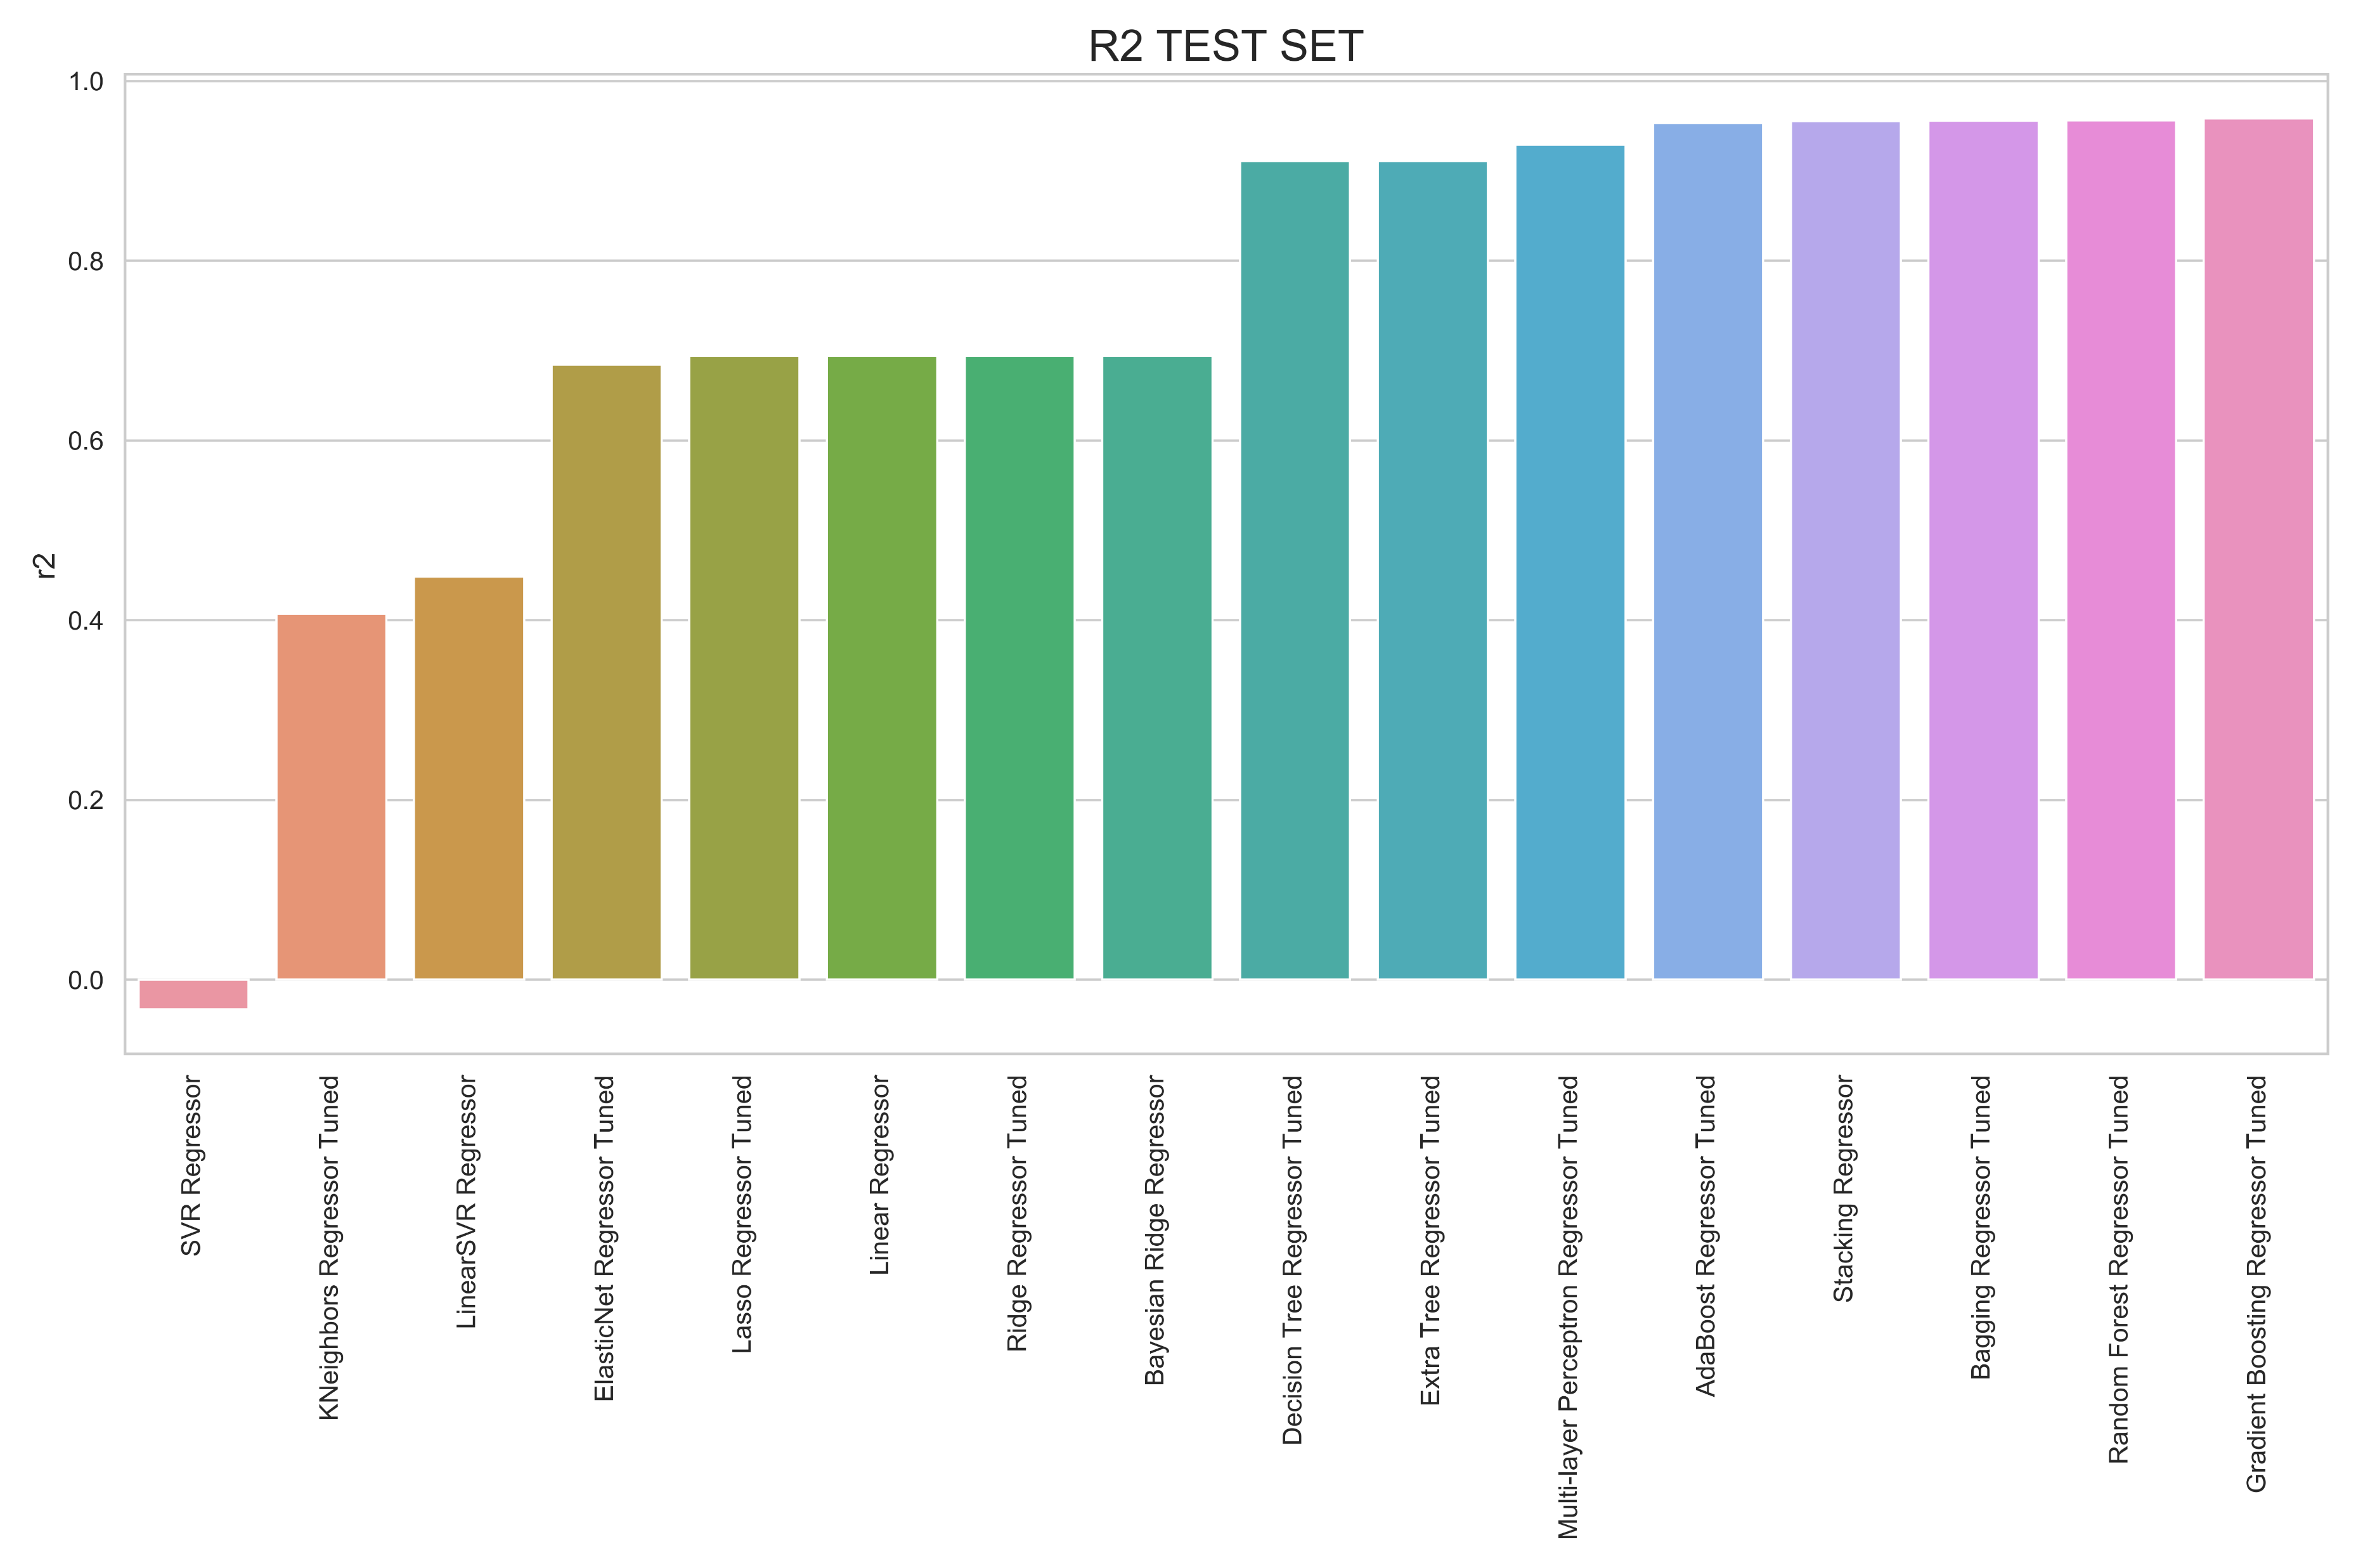 R2 TEST SET
1.0
0.8
0.6
0.4
0.2
0.0
r2
SVR Regressor
KNeighbors Regressor Tuned
LinearSVR Regressor
ElasticNet Regressor Tuned
Lasso Regressor Tuned
Linear Regressor
Ridge Regressor Tuned
Bayesian Ridge Regressor
Decision Tree Regressor Tuned
Extra Tree Regressor Tuned
Multi-layer Perceptron Regressor Tuned
AdaBoost Regressor Tuned
Stacking Regressor
Bagging Regressor Tuned
Random Forest Regressor Tuned
Gradient Boosting Regressor Tuned